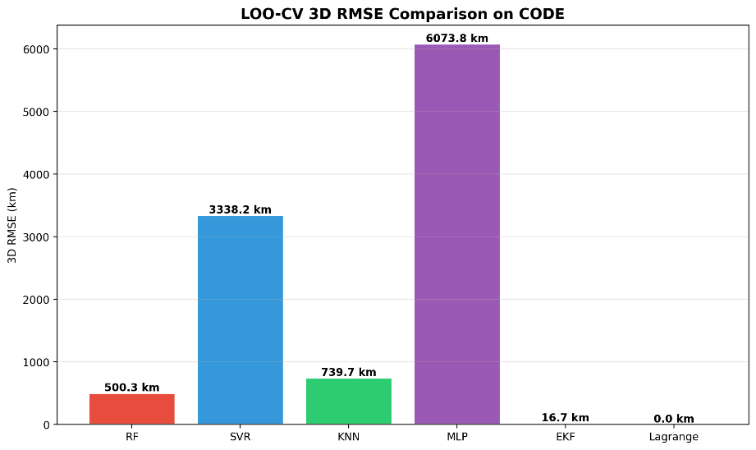 LOO-CV 3D RMSE Comparison on CODE
3D RMSE (km)
6000
5000
4000
3000
2000
1000
0
500.3 km
3338.2 km
739.7 km
6073.8 km
16.7 km
0.0 km
RF
SVR
KNN
MLP
EKF
Lagrange